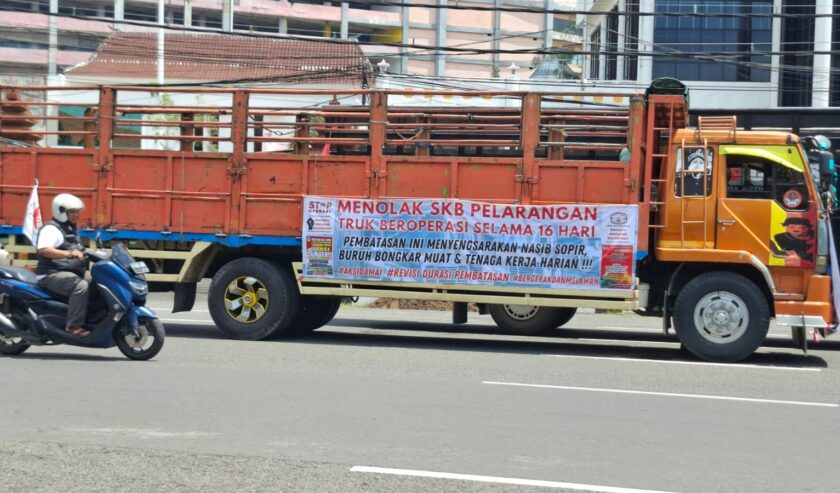 STOP
MENOLAK SKB PELARANGAN
TRUK BEROPERASI SELAMA 16 HARI
PEMBATASAN INI MENYENGSARAKAN NASIB SOPIR,
BURUH BONGKAR MUAT & TENAGA KERJA HARIAN !!!
#AKSIDAMAI #REVISI DURASI PEMBATASAN #BERGERAKDANMELAWAN